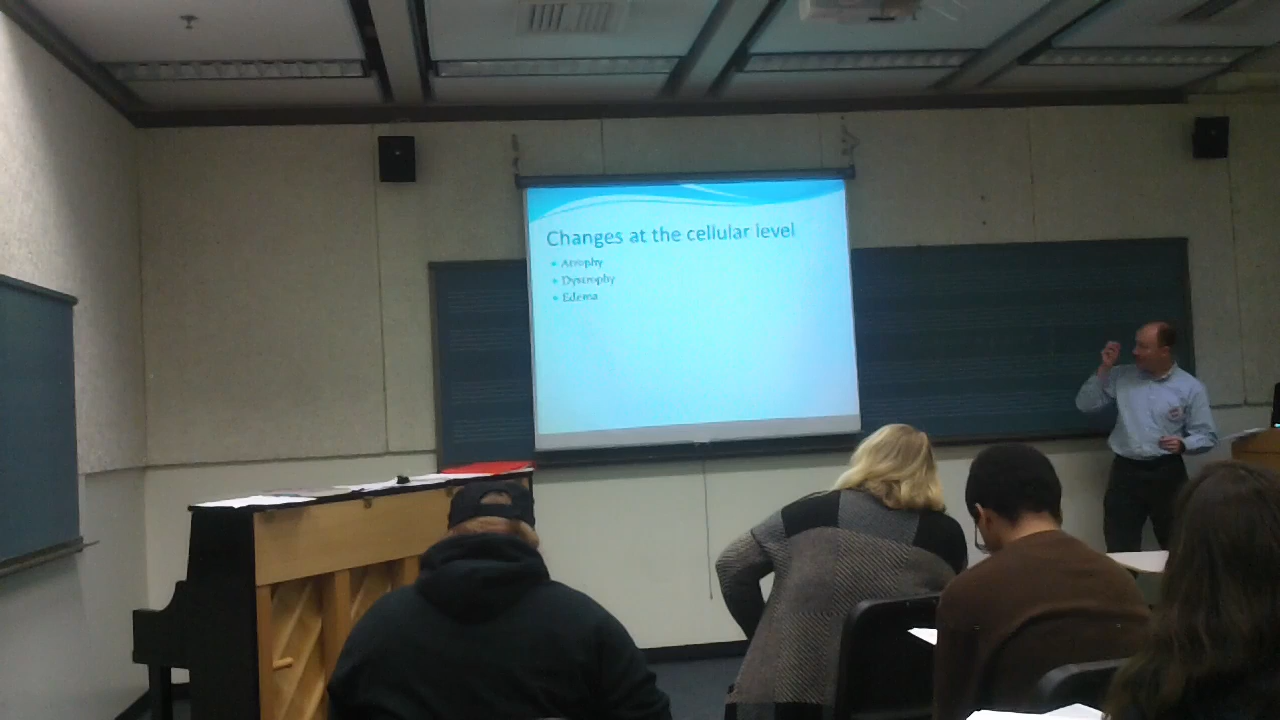 Changes at the cellular level
Atrophy
Dystrophy
Edema